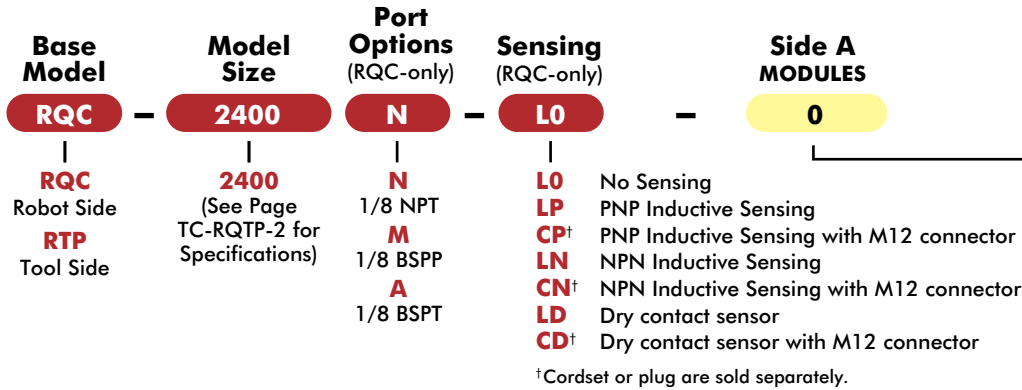 Base Model
Model Size
Port Options
(RQC-only)
Sensing
(RQC-only)
Side A
MODULES
RQC – 2400 N – L0 – 0
RQC
Robot Side
RTP
Tool Side
2400
(See Page
TC-RQTP-2 for
Specifications)
N
1/8 NPT
M
1/8 BSPP
A
1/8 BSPT
L0 No Sensing
LP PNP Inductive Sensing
CP† PNP Inductive Sensing with M12 connector
LN NPN Inductive Sensing
CN† NPN Inductive Sensing with M12 connector
LD Dry contact sensor
CD† Dry contact sensor with M12 connector
†Cordset or plug are sold separately.